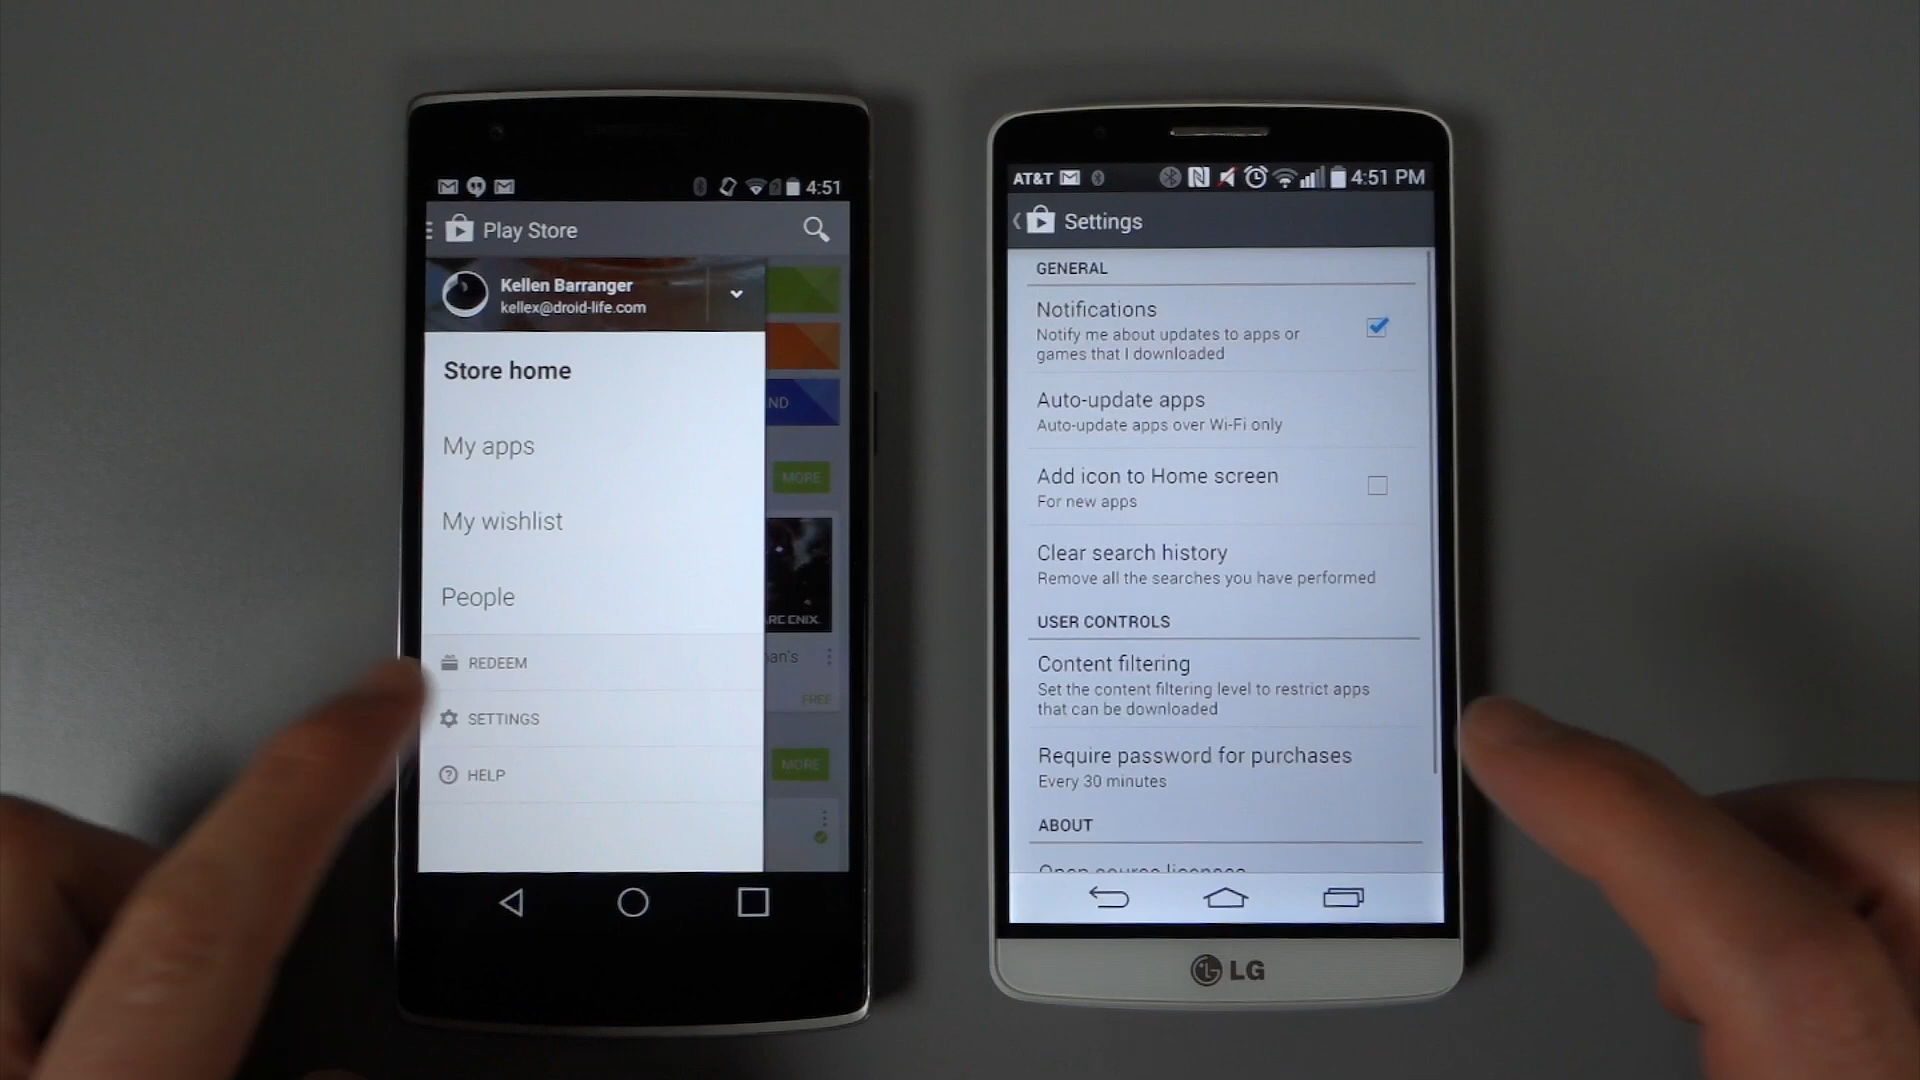 4:51
Play Store
Kellen Barranger
kellex@droid-life.com
Store home
My apps
My wishlist
People
REDEEM
SETTINGS
HELP
MORE
FREE
MORE
AT&T
4:51 PM
Settings
GENERAL
Notifications
Notify me about updates to apps or
games that I downloaded
Auto-update apps
Auto-update apps over Wi-Fi only
Add icon to Home screen
For new apps
Clear search history
Remove all the searches you have performed
USER CONTROLS
Content filtering
Set the content filtering level to restrict apps
that can be downloaded
Require password for purchases
Every 30 minutes
ABOUT
Open source licenses
LG